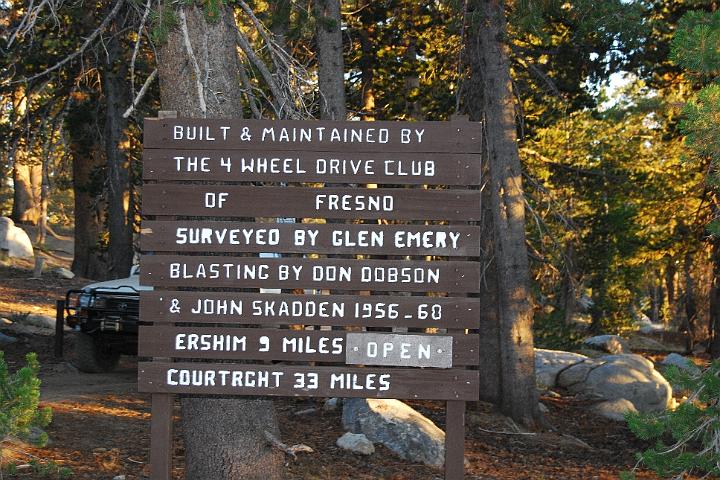 BUILT & MAINTAINED BY
THE 4 WHEEL DRIVE CLUB
OF FRESNO
SURVEYED BY GLEN EMERY
BLASTING BY DON DOBSON
& JOHN SKADDEN 1956-68
ERSHIM 9 MILES ·OPEN·
COURTRGHT 33 MILES